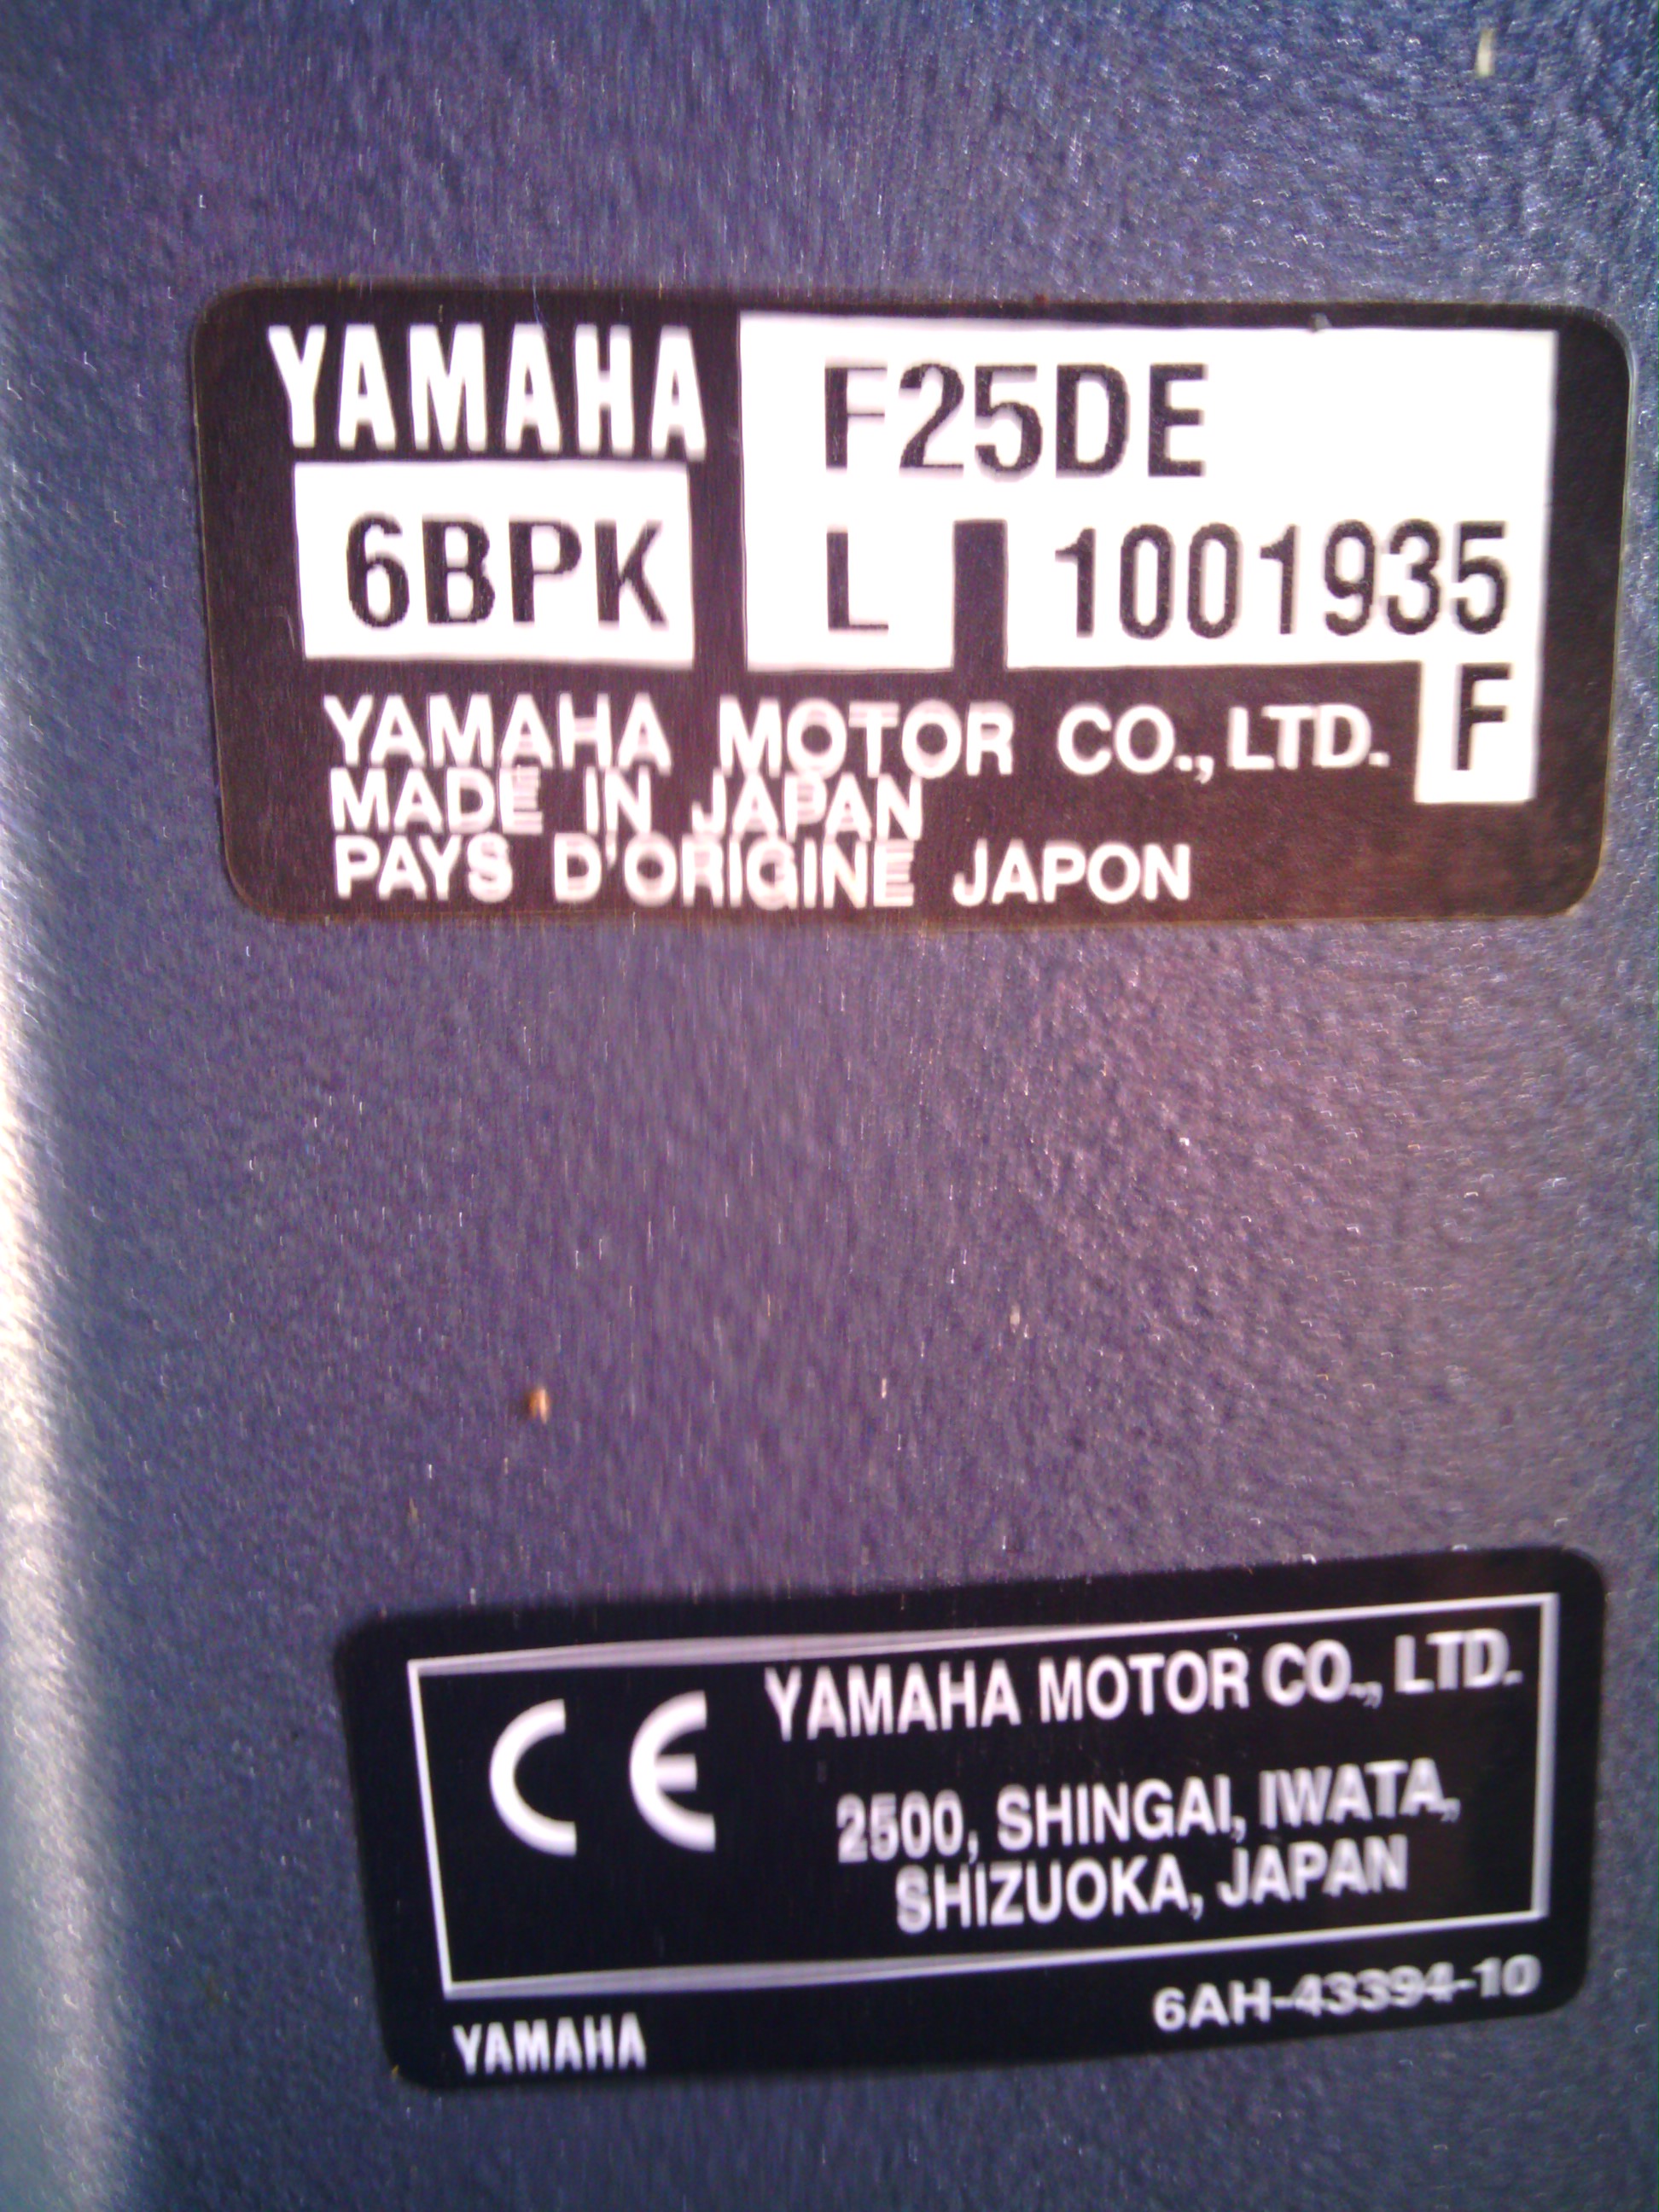 YAMAHA F25DE
6BPK L 1001935
F
YAMAHA MOTOR CO., LTD.
MADE IN JAPAN
PAYS D'ORIGINE JAPON
CE
YAMAHA MOTOR CO., LTD.
2500, SHINGAI, IWATA,
SHIZUOKA, JAPAN
6AH-43394-10
YAMAHA